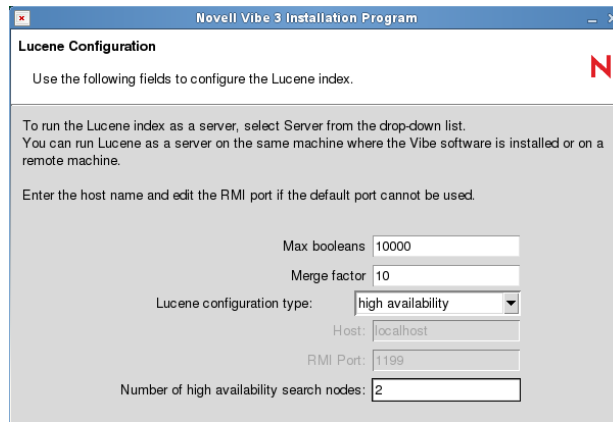 Novell Vibe 3 Installation Program
Lucene Configuration
Use the following fields to configure the Lucene index.
N
To run the Lucene index as a server, select Server from the drop-down list.
You can run Lucene as a server on the same machine where the Vibe software is installed or on a
remote machine.
Enter the host name and edit the RMI port if the default port cannot be used.
Max booleans 10000
Merge factor 10
Lucene configuration type: high availability
Host: localhost
RMI Port: 1199
Number of high availability search nodes: 2